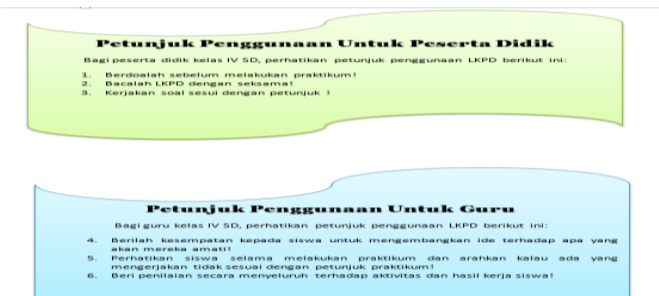 Petunjuk Penggunaan Untuk Peserta Didik
Bagi peserta didik kelas IV SD, perhatikan petunjuk penggunaan LKPD berikut ini:
1. Berdoalah sebelum melakukan praktikum!
2. Bacalah LKPD dengan seksama!
3. Kerjakan soal sesui dengan petunjuk !
Petunjuk Penggunaan Untuk Guru
Bagi guru kelas IV SD, perhatikan petunjuk penggunaan LKPD berikut ini:
4. Berilah kesempatan kepada siswa untuk mengembangkan ide terhadap apa yang
akan mereka amati!
5. Perhatikan siswa selama melakukan praktikum dan arahkan kalau ada yang
mengerjakan tidak sesuai dengan petunjuk praktikum!
6. Beri penilaian secara menyeluruh terhadap aktivitas dan hasil kerja siswa!